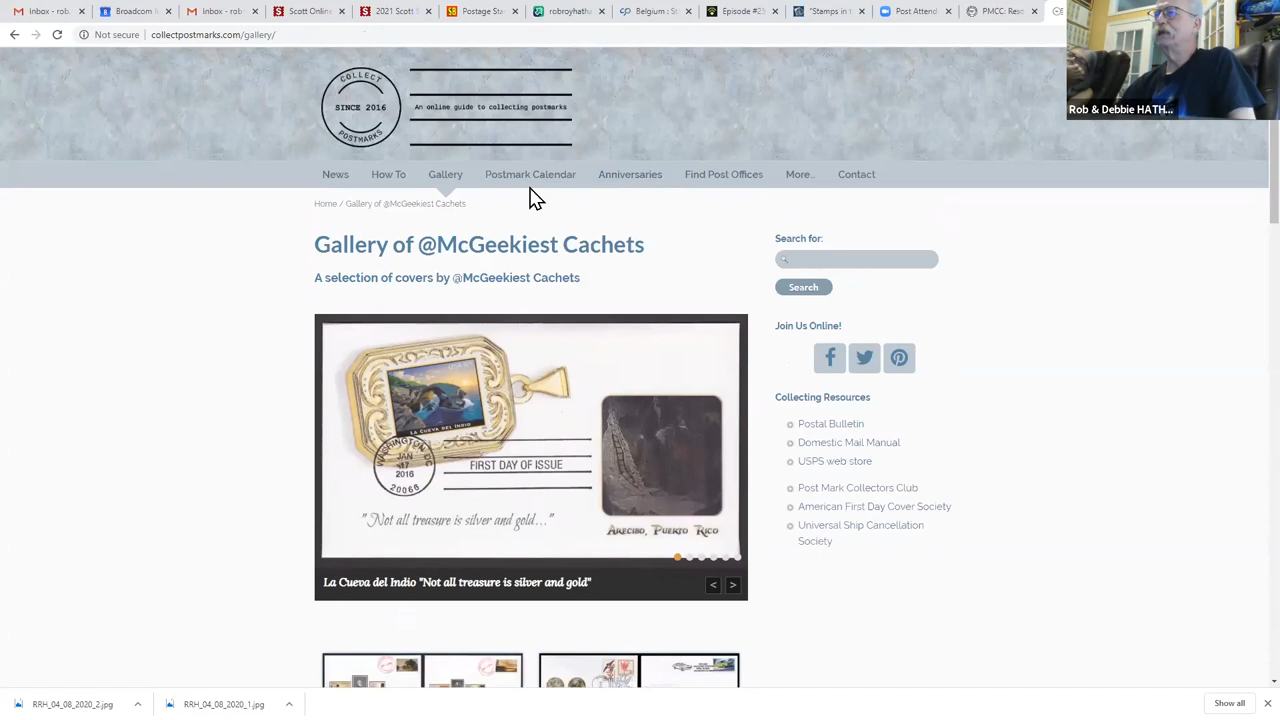 Inbox - rob.
Broadcom I
Inbox - rob
Scott Online
2021 Scott S
Postage Sta
robroyhathu
Belgium : St
Episode #23
"Stamps in t
Post Attend
PMCC: Reso
Not secure
collectpostmarks.com/gallery/
Rob & Debbie HATH...
COLLECT
SINCE 2016
POSTMARKS
An online guide to collecting postmarks
News
How To
Gallery
Postmark Calendar
Anniversaries
Find Post Offices
More...
Contact
Home / Gallery of @McGeekiest Cachets
Gallery of @McGeekiest Cachets
A selection of covers by @McGeekiest Cachets
LA CUEVA DEL INDIO
WASHINGTON DC
JAN
2016
20066
FIRST DAY OF ISSUE
"Not all treasure is silver and gold..."
ARECIBO, PUERTO RICO
La Cueva del Indio "Not all treasure is silver and gold"
< >
Search for:
Search
Join Us Online!
Collecting Resources
Postal Bulletin
Domestic Mail Manual
USPS web store
Post Mark Collectors Club
American First Day Cover Society
Universal Ship Cancellation
Society
RRH_04_08_2020_2.jpg
RRH_04_08_2020_1.jpg
Show all